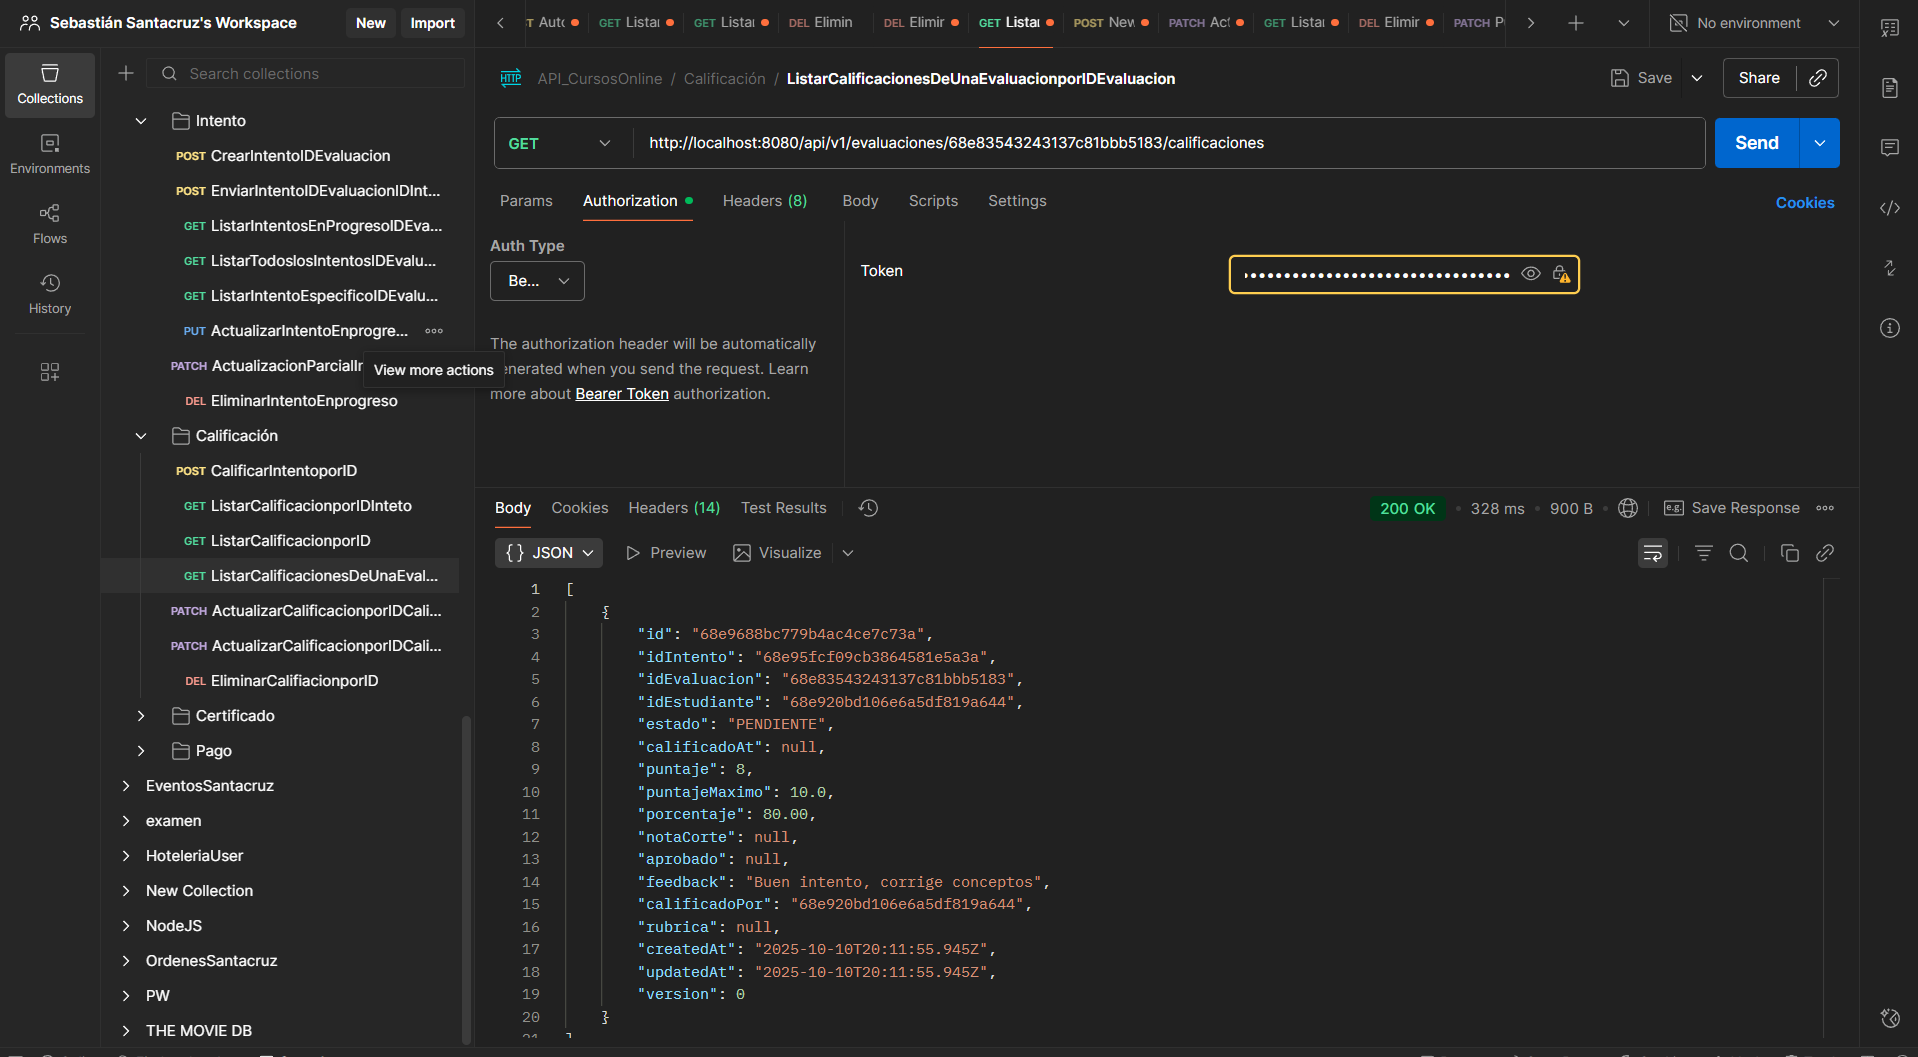 Sebastián Santacruz's Workspace
New
Import
GET Listar
GET Listar
DEL Elimin
DEL Elimir
GET Listar
POST New
PATCH Act
GET Listar
DEL Elimir
PATCH
No environment
Collections
Environments
Flows
History
Search collections
Intento
POST CrearIntentoIDEvaluacion
POST EnviarIntentoIDEvaluacionIDInt...
GET ListarIntentosEnProgresoIDEva...
GET ListarTodoslosIntentosIDEvalu...
GET ListarIntentoEspecificoIDEvalu...
PUT ActualizarIntentoEnprogre...
PATCH ActualizacionParcialIr
View more actions
DEL EliminarIntentoEnprogreso
Calificación
POST CalificarIntentoporID
GET ListarCalificacionporIDInteto
GET ListarCalificacionporID
GET ListarCalificacionesDeUnaEval...
PATCH ActualizarCalificacionporIDCali...
PATCH ActualizarCalificacionporIDCali...
DEL EliminarCalifiacionporID
Certificado
Pago
EventosSantacruz
examen
HoteleriaUser
New Collection
NodeJS
OrdenesSantacruz
PW
THE MOVIE DB
HTTP
API_CursosOnline / Calificación / ListarCalificacionesDeUnaEvaluacionporIDEvaluacion
Save
Share
GET
http://localhost:8080/api/v1/evaluaciones/68e83543243137c81bbb5183/calificaciones
Send
Params
Authorization
Headers (8)
Body
Scripts
Settings
Cookies
Auth Type
Be...
Token
The authorization header will be automatically
enerated when you send the request. Learn
more about Bearer Token authorization.
Body
Cookies
Headers (14)
Test Results
200 OK
328 ms
900 B
e.g.
Save Response
{} JSON
Preview
Visualize
1 [
2 {
3 "id": "68e9688bc779b4ac4ce7c73a",
4 "idIntento": "68e95fcf09cb3864581e5a3a",
5 "idEvaluacion": "68e83543243137c81bbb5183",
6 "idEstudiante": "68e920bd106e6a5df819a644",
7 "estado": "PENDIENTE",
8 "calificadoAt": null,
9 "puntaje": 8,
10 "puntajeMaximo": 10.0,
11 "porcentaje": 80.00,
12 "notaCorte": null,
13 "aprobado": null,
14 "feedback": "Buen intento, corrige conceptos",
15 "calificadoPor": "68e920bd106e6a5df819a644",
16 "rubrica": null,
17 "createdAt": "2025-10-10T20:11:55.945Z",
18 "updatedAt": "2025-10-10T20:11:55.945Z",
19 "version": 0
20 }
21 ]